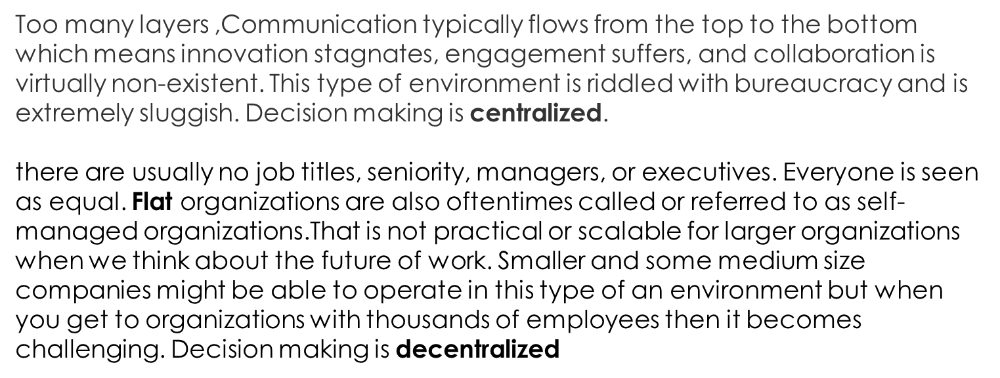 Too many layers ,Communication typically flows from the top to the bottom
which means innovation stagnates, engagement suffers, and collaboration is
virtually non-existent. This type of environment is riddled with bureaucracy and is
extremely sluggish. Decision making is centralized.
there are usually no job titles, seniority, managers, or executives. Everyone is seen
as equal. Flat organizations are also oftentimes called or referred to as self-
managed organizations.That is not practical or scalable for larger organizations
when we think about the future of work. Smaller and some medium size
companies might be able to operate in this type of an environment but when
you get to organizations with thousands of employees then it becomes
challenging. Decision making is decentralized